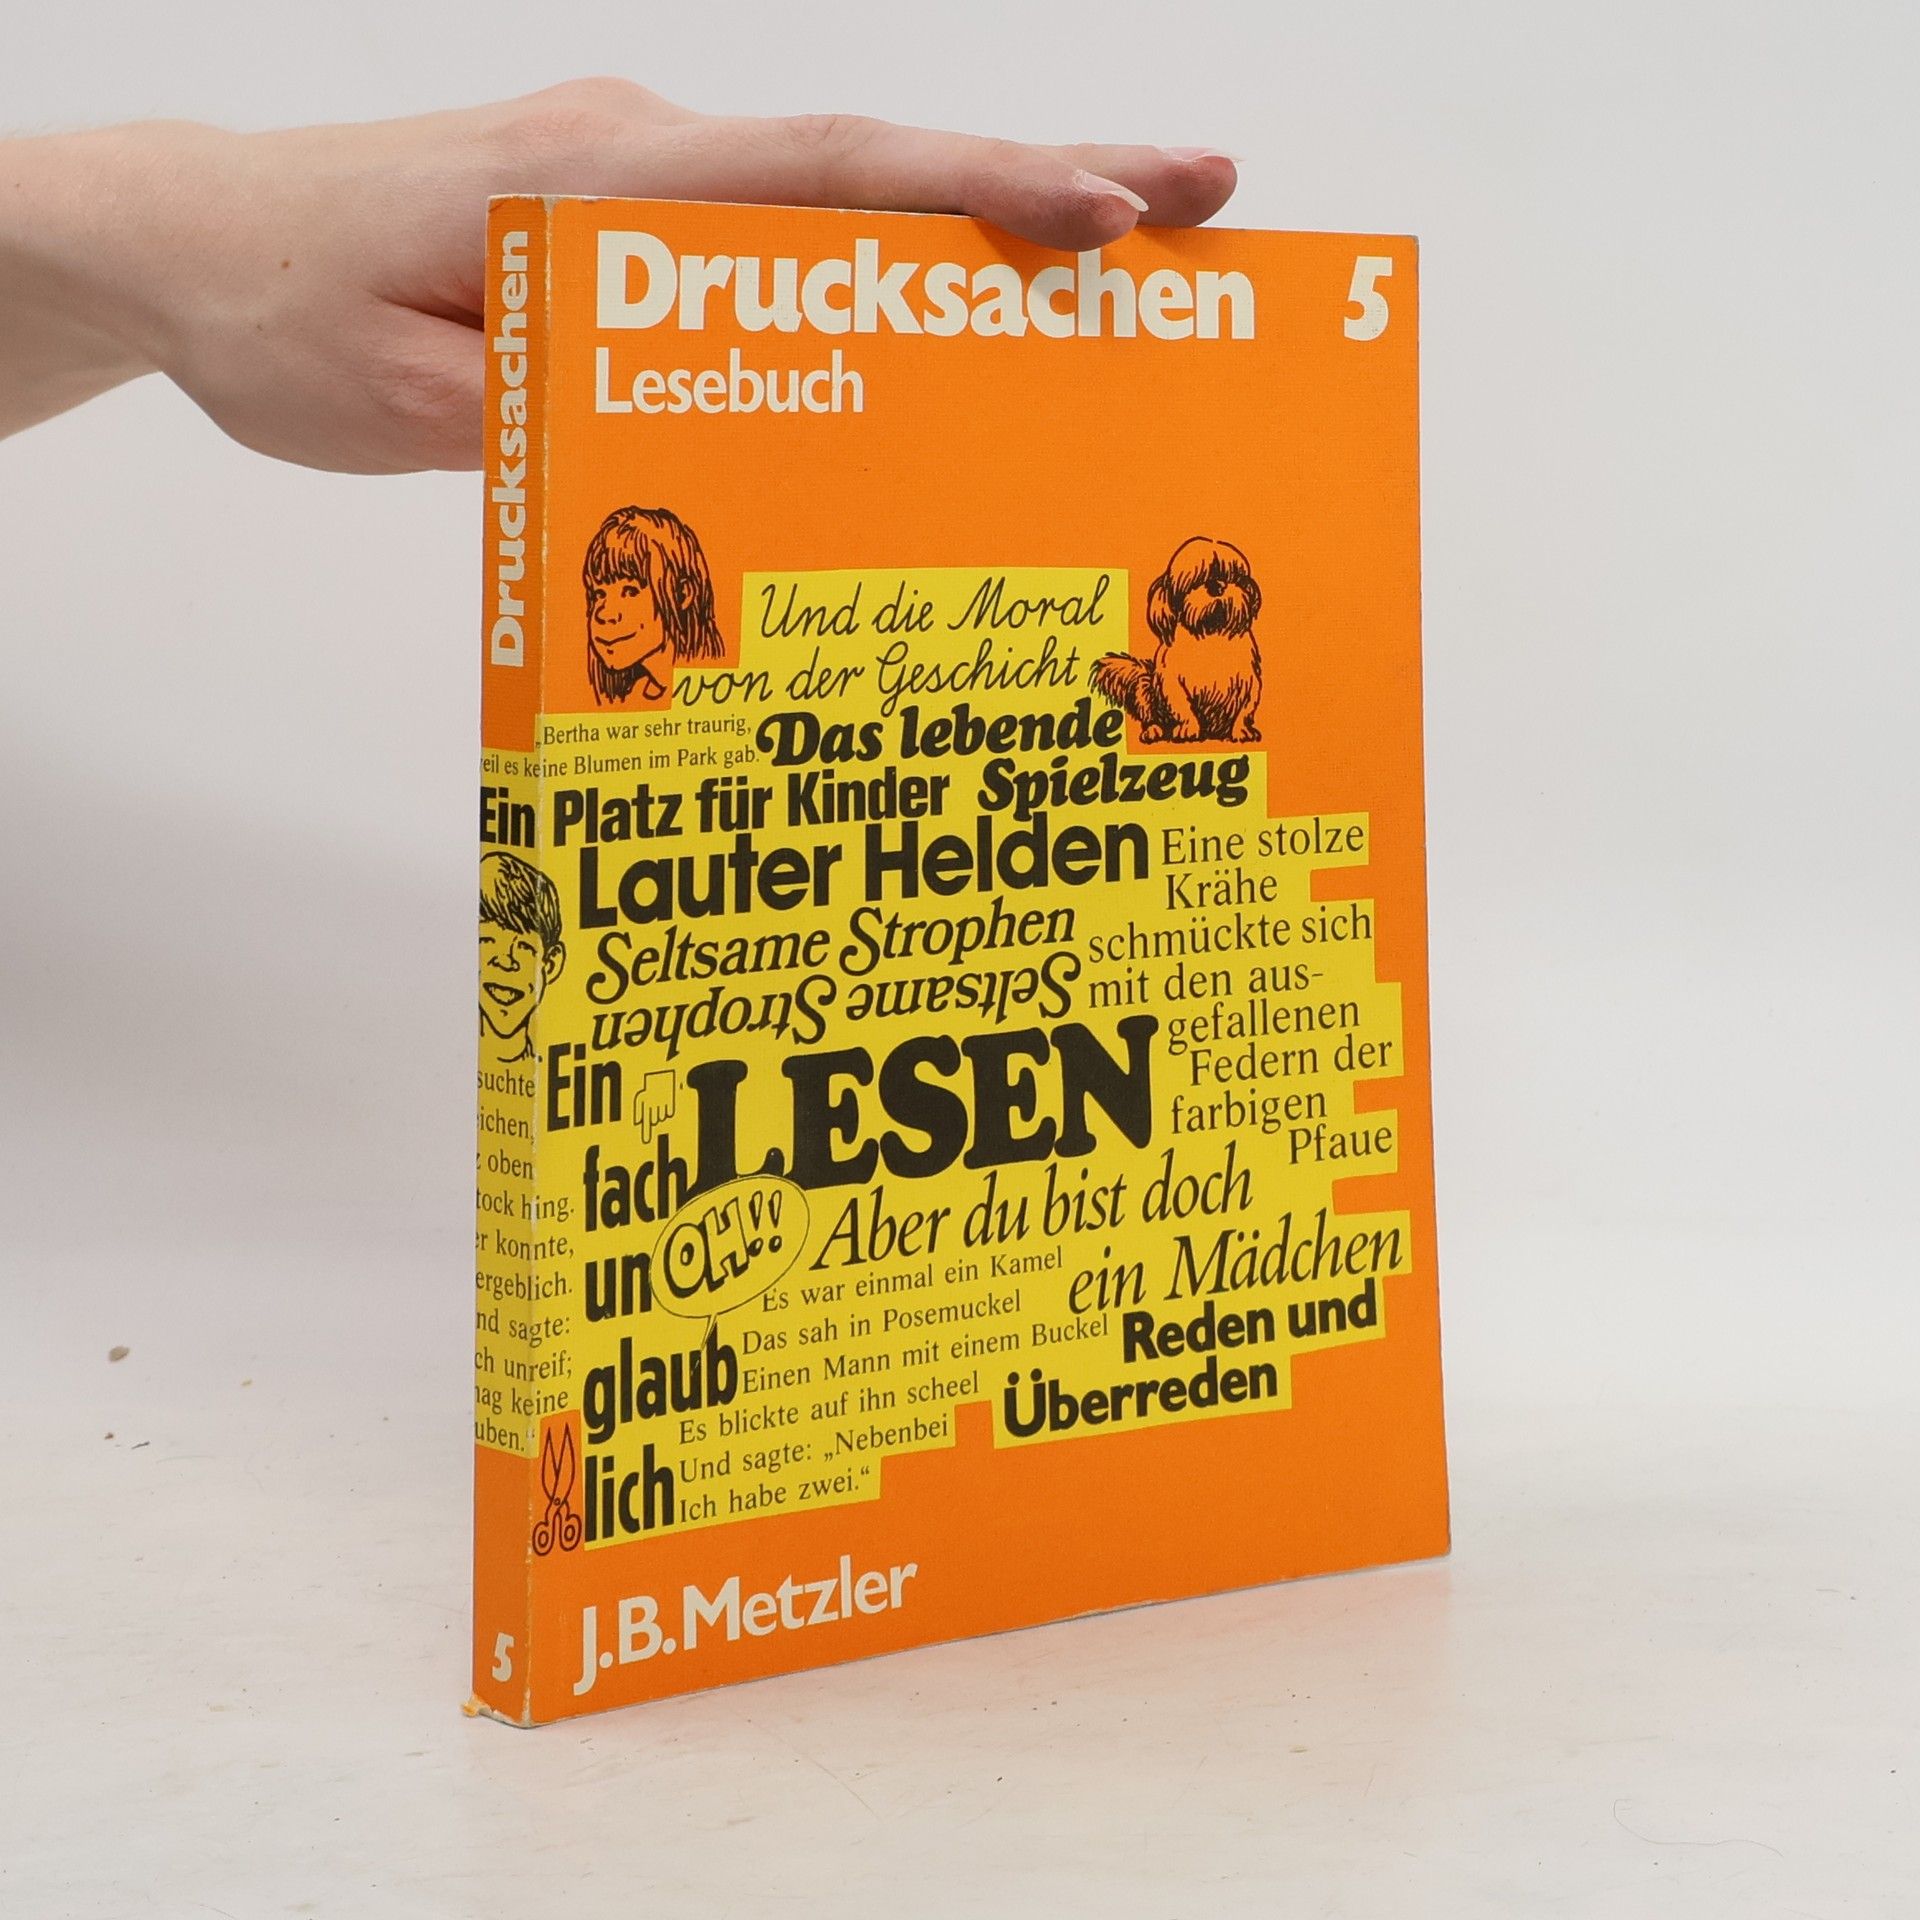 Drucksachen 5
Lesebuch
Drucksachen
Und die Moral
von der Geschicht
„Bertha war sehr traurig,
weil es keine Blumen im Park gab.
Das lebende
Spielzeug
Ein Platz für Kinder
Lauter Helden
Eine stolze
Krähe
schmückte sich
mit den aus-
gefallenen
Federn der
farbigen
Pfaue
Seltsame Strophen
Seltsame Strophen
Ein
fach
un
glaub
lich
LESEN
OH!!
Aber du bist doch
ein Mädchen
Es war einmal ein Kamel
Das sah in Posemuckel
Einen Mann mit einem Buckel
Es blickte auf ihn scheel
Und sagte: „Nebenbei
Ich habe zwei.“
Reden und
Überreden
suchte
ichen,
oben
tock hing.
er konnte,
ergeblich.
nd sagte:
ch unreif;
ag keine
uben.“
J.B.Metzler
5